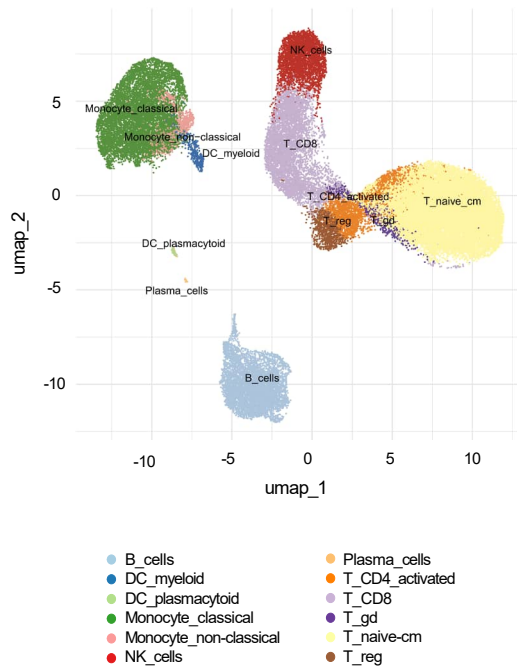 NK_cells
5
Monocyte_classical
Monocyte_non-classical
T_CD8
DC_myeloid
0
T_CD4_activated
T_naive_cm
T_reg
T_gd
DC_plasmacytoid
-5
Plasma_cells
-10
B_cells
umap_2
-10 -5 0 5 10
umap_1
B_cells
DC_myeloid
DC_plasmacytoid
Monocyte_classical
Monocyte_non-classical
NK_cells
Plasma_cells
T_CD4_activated
T_CD8
T_gd
T_naive-cm
T_reg